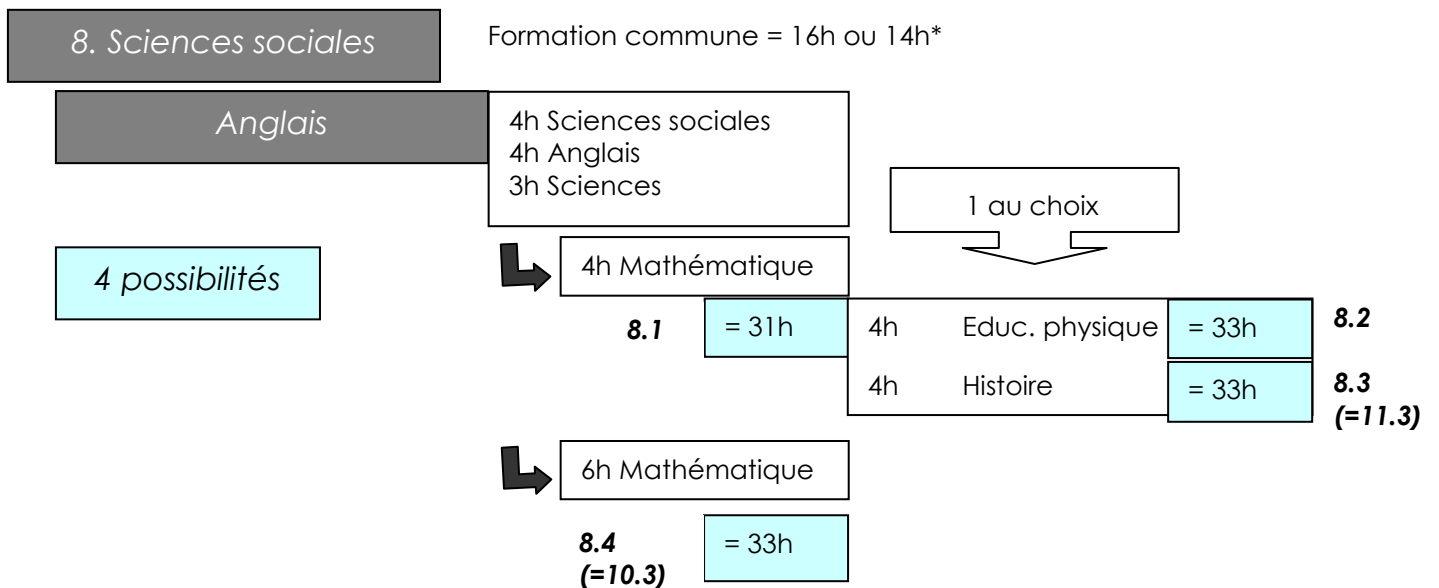 8. Sciences sociales
Formation commune = 16h ou 14h*
Anglais
4h Sciences sociales
4h Anglais
3h Sciences
1 au choix
4 possibilités
4h Mathématique
8.1
= 31h
4h Educ. physique
= 33h
8.2
4h Histoire
= 33h
8.3
(=11.3)
6h Mathématique
8.4
(=10.3)
= 33h